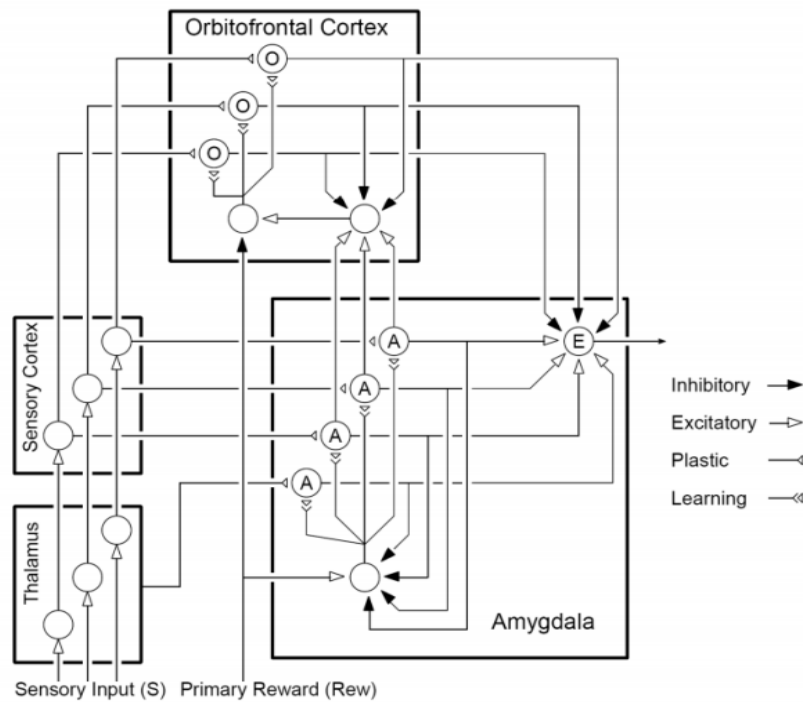 Orbitofrontal Cortex
O
O
O
Sensory Cortex
A
E
A
A
A
Inhibitory
Excitatory
Plastic
Learning
Thalamus
Amygdala
Sensory Input (S) Primary Reward (Rew)